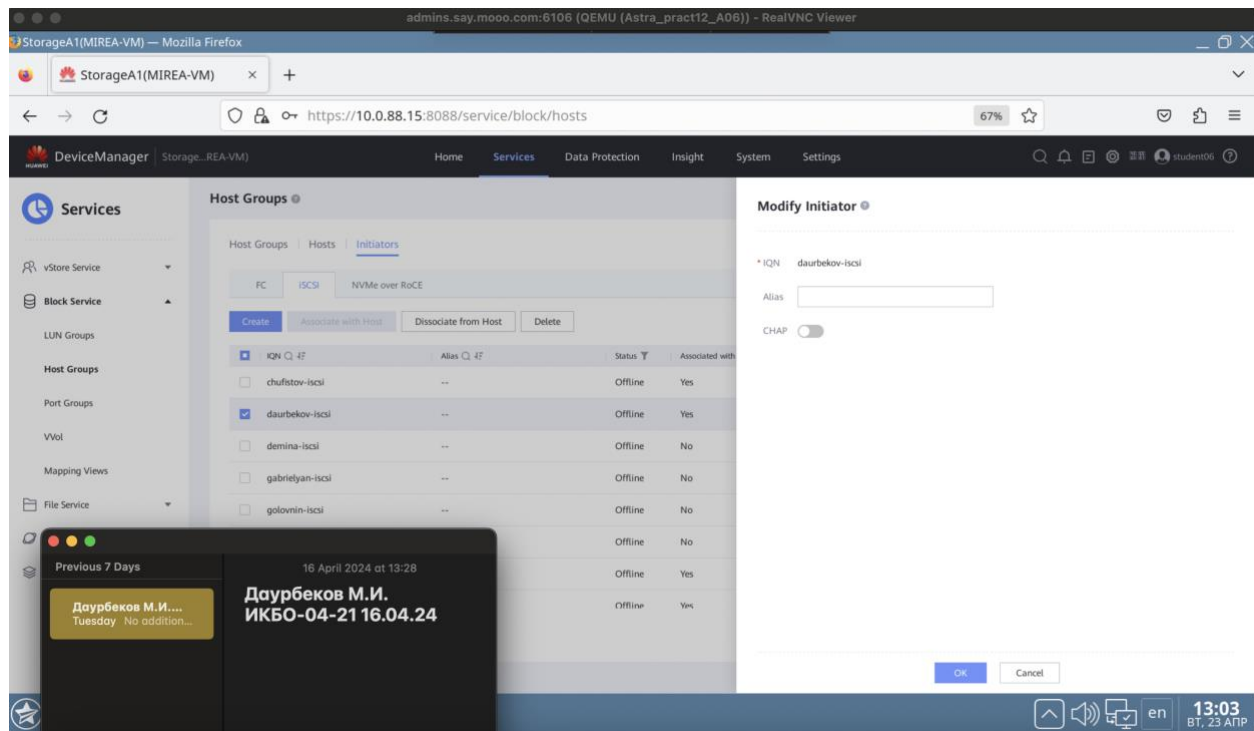 admins.say.mooo.com:6106 (QEMU (Astra_pract12_A06)) - RealVNC Viewer
StorageA1(MIREA-VM) — Mozilla Firefox
StorageA1(MIREA-VM)
https://10.0.88.15:8088/service/block/hosts 67%
HUAWEI DeviceManager Storage...REA-VM) Home Services Data Protection Insight System Settings student06
Services
vStore Service
Block Service
LUN Groups
Host Groups
Port Groups
VVol
Mapping Views
File Service
Host Groups
Host Groups Hosts Initiators
FC iSCSI NVMe over RoCE
Create Associate with Host Dissociate from Host Delete
IQN Alias Status Associated with
chufistov-iscsi -- Offline Yes
daurbekov-iscsi -- Offline Yes
demina-iscsi -- Offline No
gabrielyan-iscsi -- Offline No
golovnin-iscsi -- Offline No
Offline No
Offline Yes
Offline Yes
Modify Initiator
* IQN daurbekov-iscsi
Alias
CHAP
OK Cancel
Previous 7 Days
Даурбеков М.И....
Tuesday No addition...
16 April 2024 at 13:28
Даурбеков М.И.
ИКБО-04-21 16.04.24
en 13:03
ВТ, 23 АПР